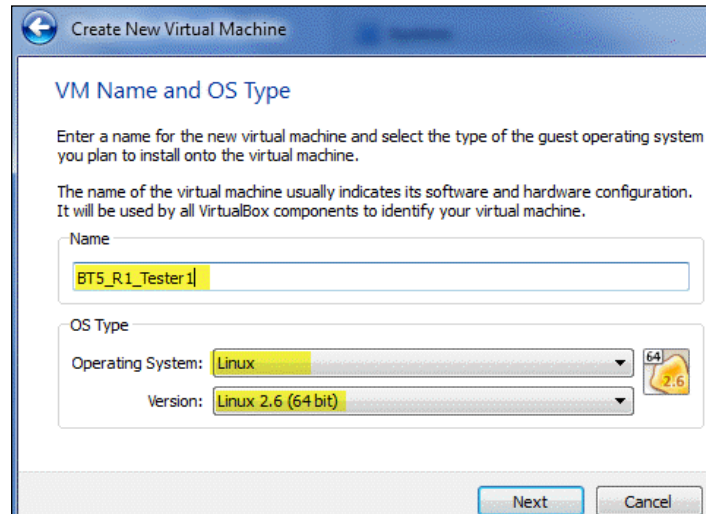 Create New Virtual Machine
VM Name and OS Type
Enter a name for the new virtual machine and select the type of the guest operating system
you plan to install onto the virtual machine.
The name of the virtual machine usually indicates its software and hardware configuration.
It will be used by all VirtualBox components to identify your virtual machine.
Name
BT5_R1_Tester1
OS Type
Operating System: Linux
64
Version: Linux 2.6 (64 bit)
2.6
Next Cancel